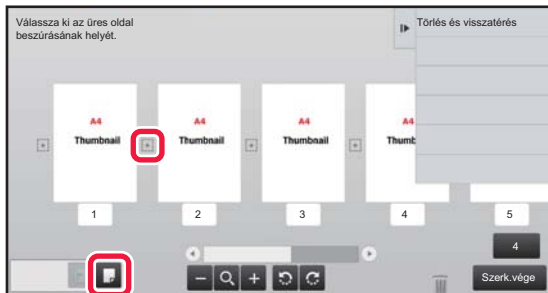 Válassza ki az üres oldal
beszúrásának helyét.
Törlés és visszatérés
A4
Thumbnail
A4
Thumbnail
A4
Thumbnail
A4
1
2
3
4
5
4
Szerk.vége